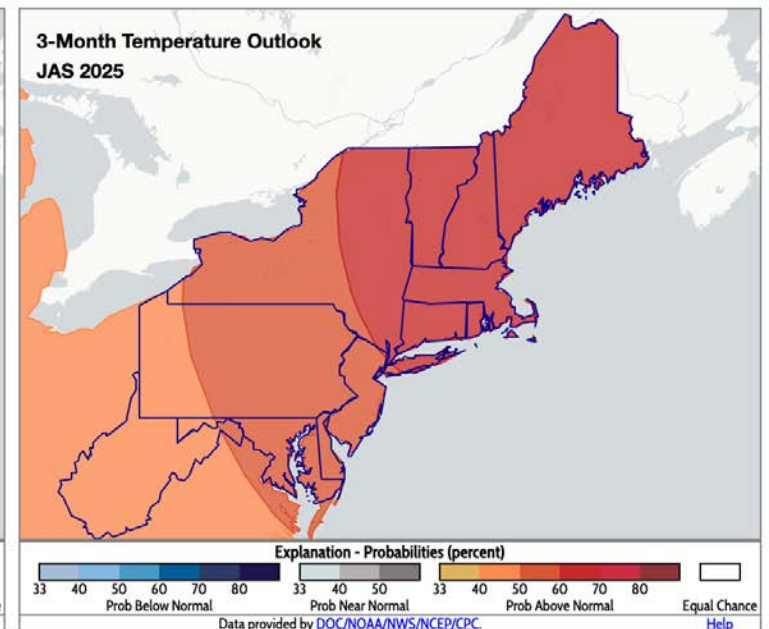 3-Month Temperature Outlook
JAS 2025
Explanation - Probabilities (percent)
33 40 50 60 70 80 33 40 50 33 40 50 60 70 80
Prob Below Normal Prob Near Normal Prob Above Normal Equal Chance
Data provided by DOC/NOAA/NWS/NCEP/CPC. Help